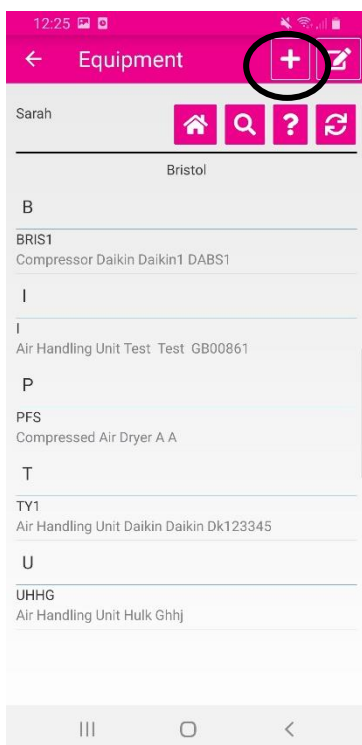 12:25
Equipment
Sarah
?
Bristol
B
BRIS1
Compressor Daikin Daikin1 DABS1
I
I
Air Handling Unit Test Test GB00861
P
PFS
Compressed Air Dryer A A
T
TY1
Air Handling Unit Daikin Daikin Dk123345
U
UHHG
Air Handling Unit Hulk Ghhj